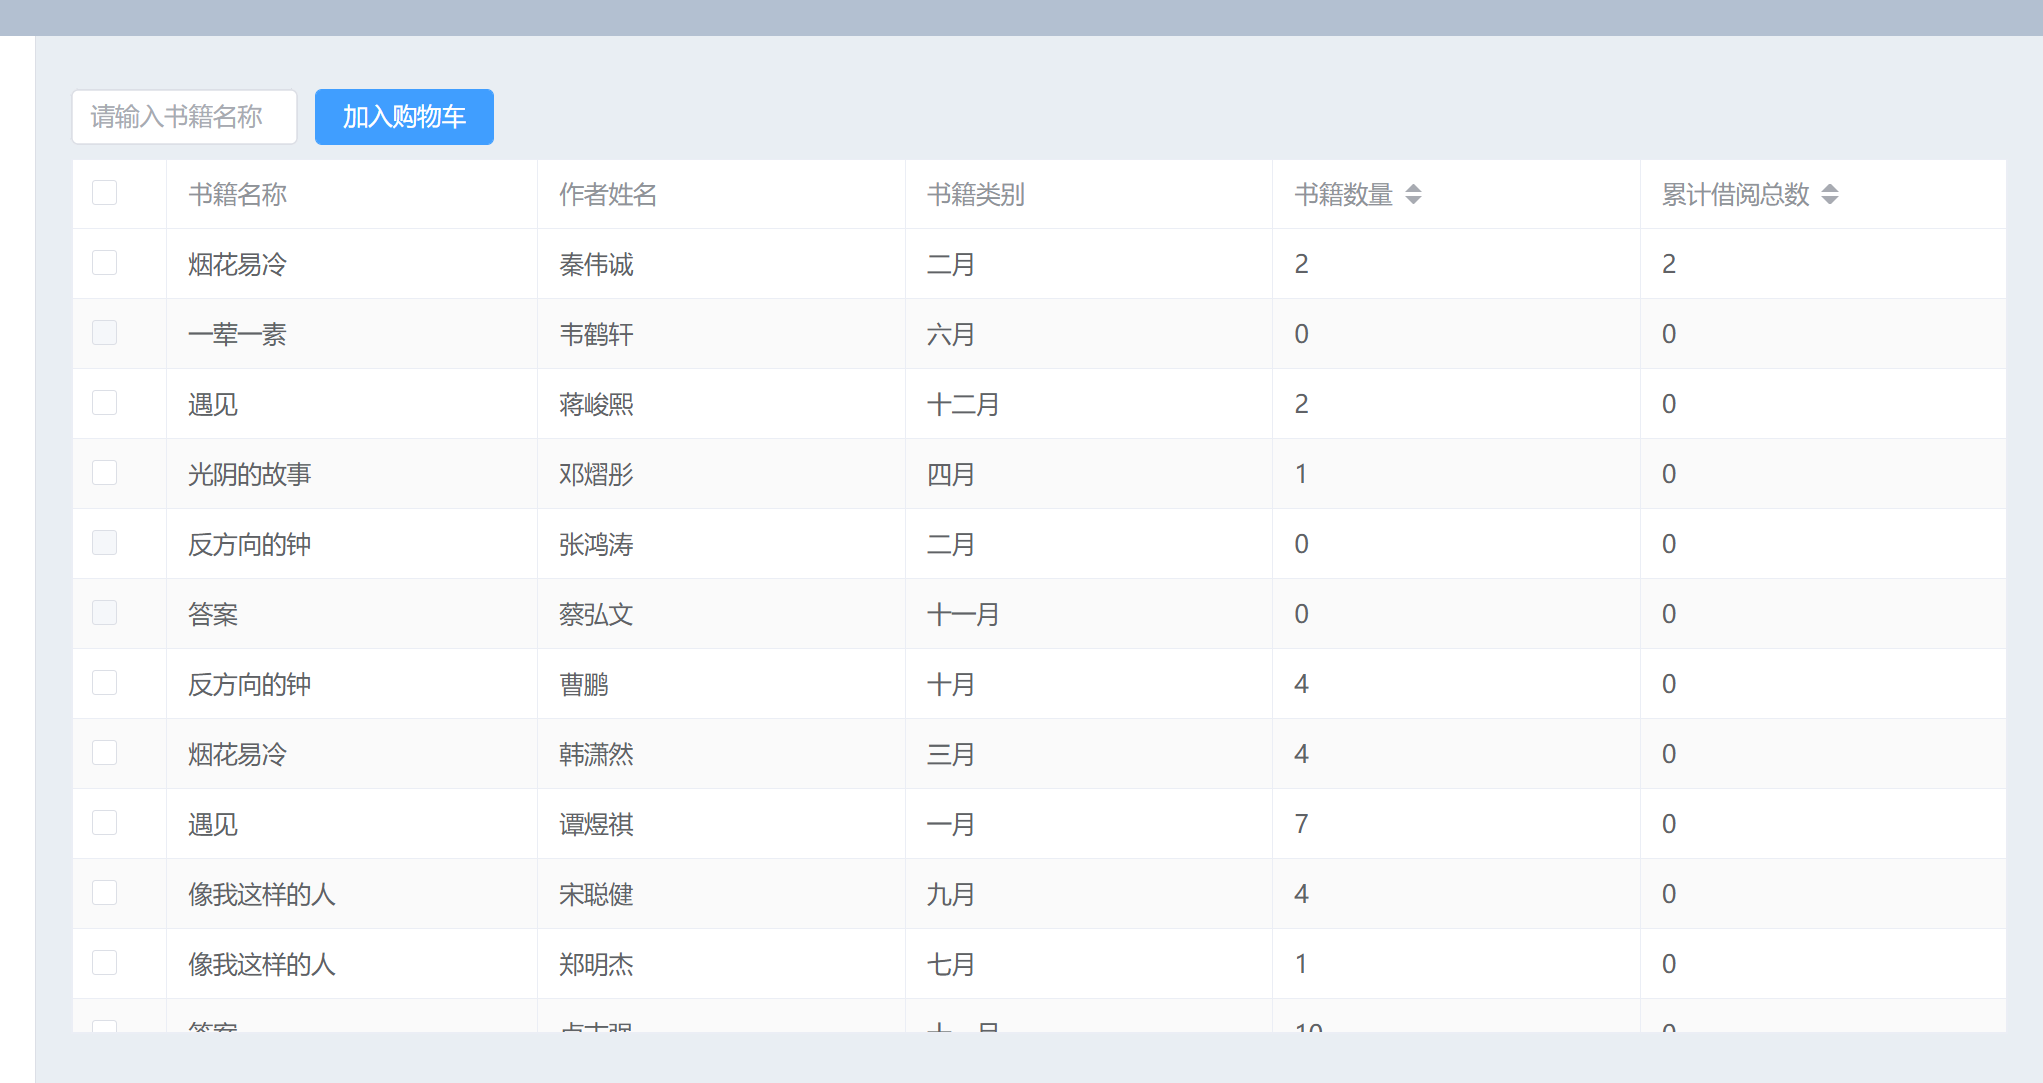 请输入书籍名称 加入购物车
书籍名称 作者姓名 书籍类别 书籍数量 累计借阅总数
烟花易冷 秦伟诚 二月 2 2
一荤一素 韦鹤轩 六月 0 0
遇见 蒋峻熙 十二月 2 0
光阴的故事 邓熠彤 四月 1 0
反方向的钟 张鸿涛 二月 0 0
答案 蔡弘文 十一月 0 0
反方向的钟 曹鹏 十月 4 0
烟花易冷 韩潇然 三月 4 0
遇见 谭煜祺 一月 7 0
像我这样的人 宋聪健 九月 4 0
像我这样的人 郑明杰 七月 1 0
答案 10 0